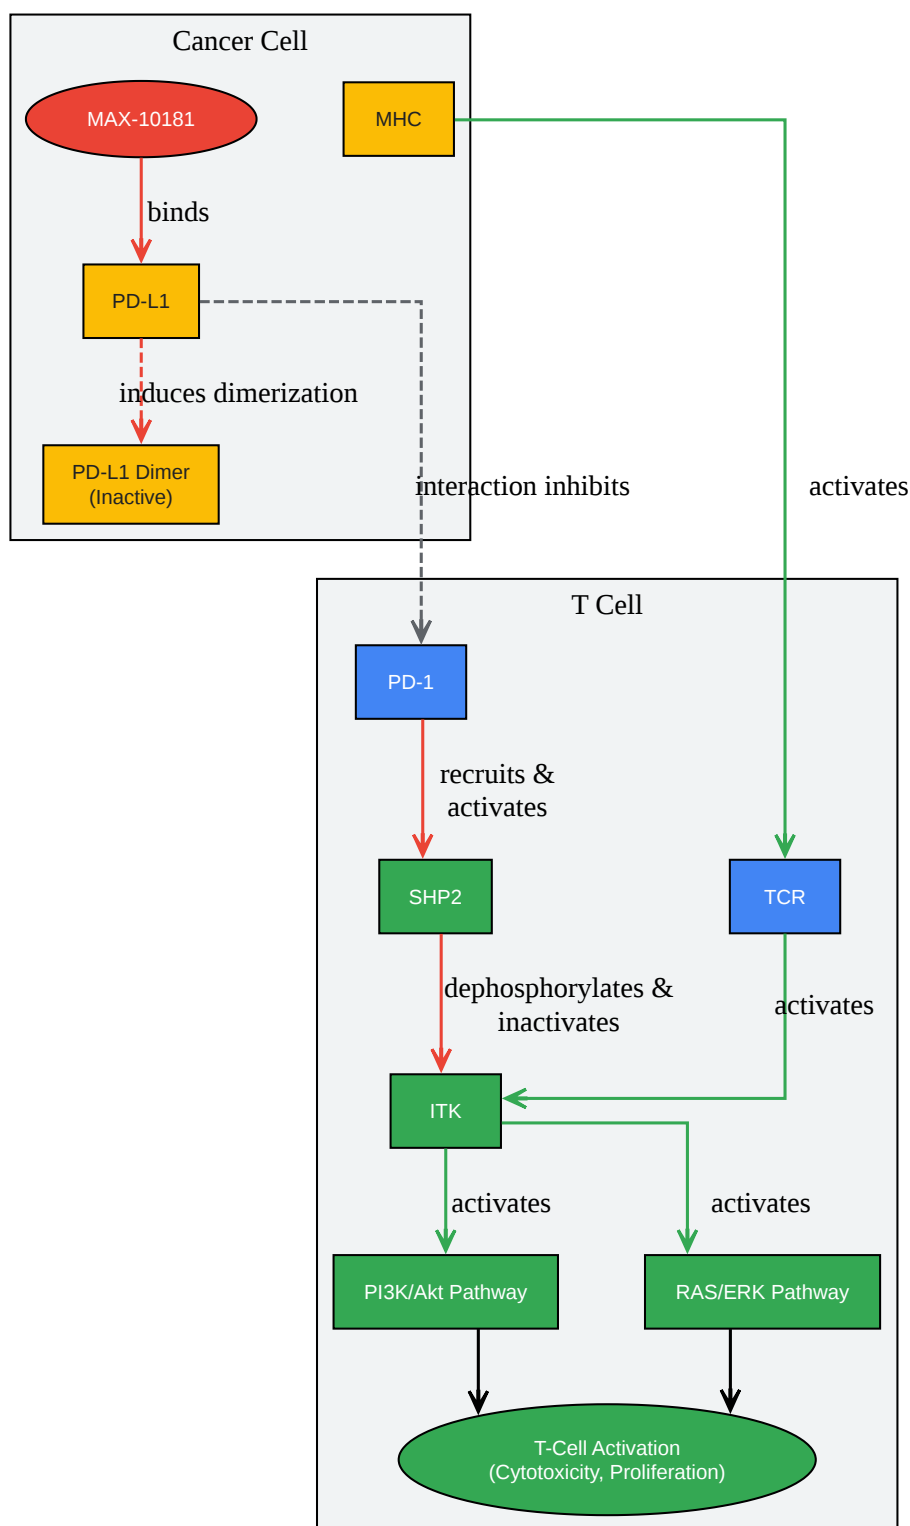 Cancer Cell
MAX-10181
MHC
binds
PD-L1
induces dimerization
PD-L1 Dimer
(Inactive)
interaction inhibits
activates
T Cell
PD-1
recruits &
activates
SHP2
TCR
dephosphorylates &
inactivates
activates
ITK
activates
activates
PI3K/Akt Pathway
RAS/ERK Pathway
T-Cell Activation
(Cytotoxicity, Proliferation)